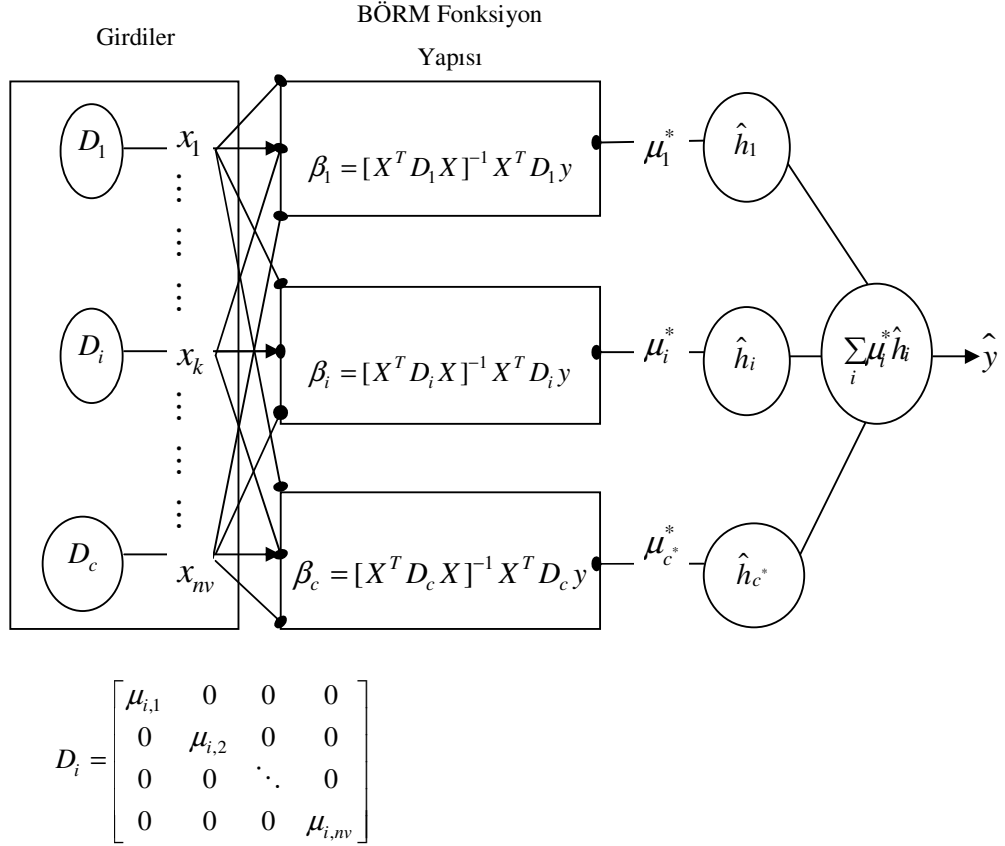 BÖRM Fonksiyon
Yapısı
Girdiler
D_1 x_1 β_1 = [X^T D_1 X]^{-1} X^T D_1 y μ_1^* ĥ_1
⋮ ⋮
D_i x_k β_i = [X^T D_i X]^{-1} X^T D_i y μ_i^* ĥ_i ∑_i μ_i^* ĥ_i ŷ
⋮ ⋮
D_c x_{nv} β_c = [X^T D_c X]^{-1} X^T D_c y μ_{c^*}^* ĥ_{c^*}
D_i = [ μ_{i,1} 0 0 0
0 μ_{i,2} 0 0
0 0 ⋱ 0
0 0 0 μ_{i,nv} ]